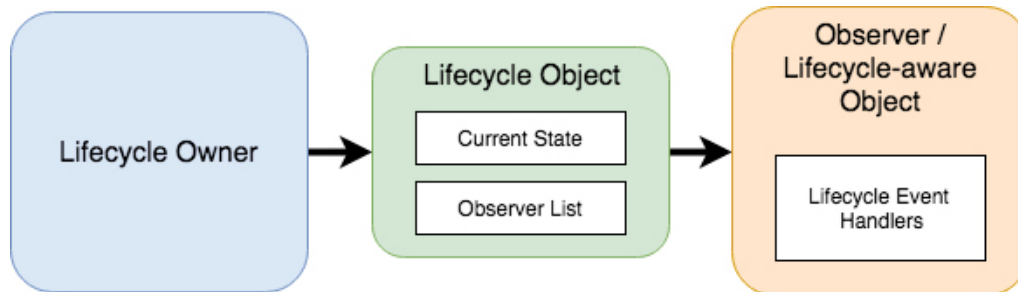 Lifecycle Owner
Lifecycle Object
Current State
Observer List
Observer /
Lifecycle-aware
Object
Lifecycle Event
Handlers